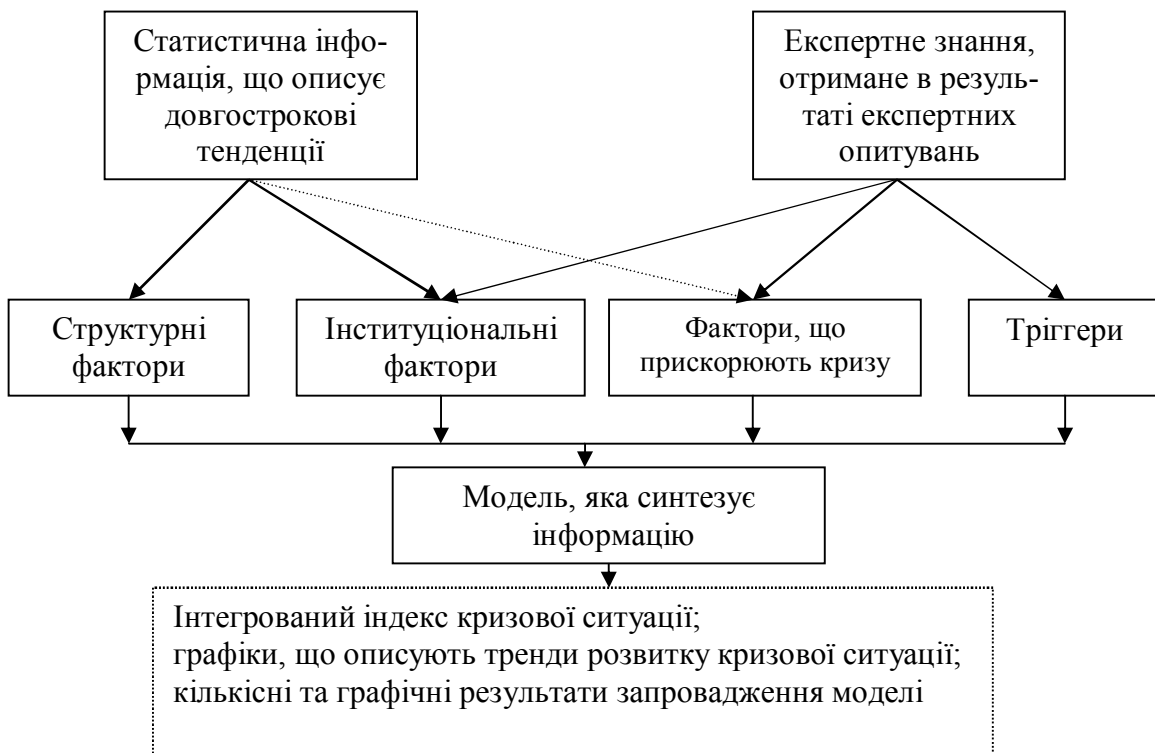 Статистична інфо-
рмація, що описує
довгострокові
тенденції
Експертне знання,
отримане в резуль-
таті експертних
опитувань
Структурні
фактори
Інституціональні
фактори
Фактори, що
прискорюють кризу
Тріггери
Модель, яка синтезує
інформацію
Інтегрований індекс кризової ситуації;
графіки, що описують тренди розвитку кризової ситуації;
кількісні та графічні результати запровадження моделі